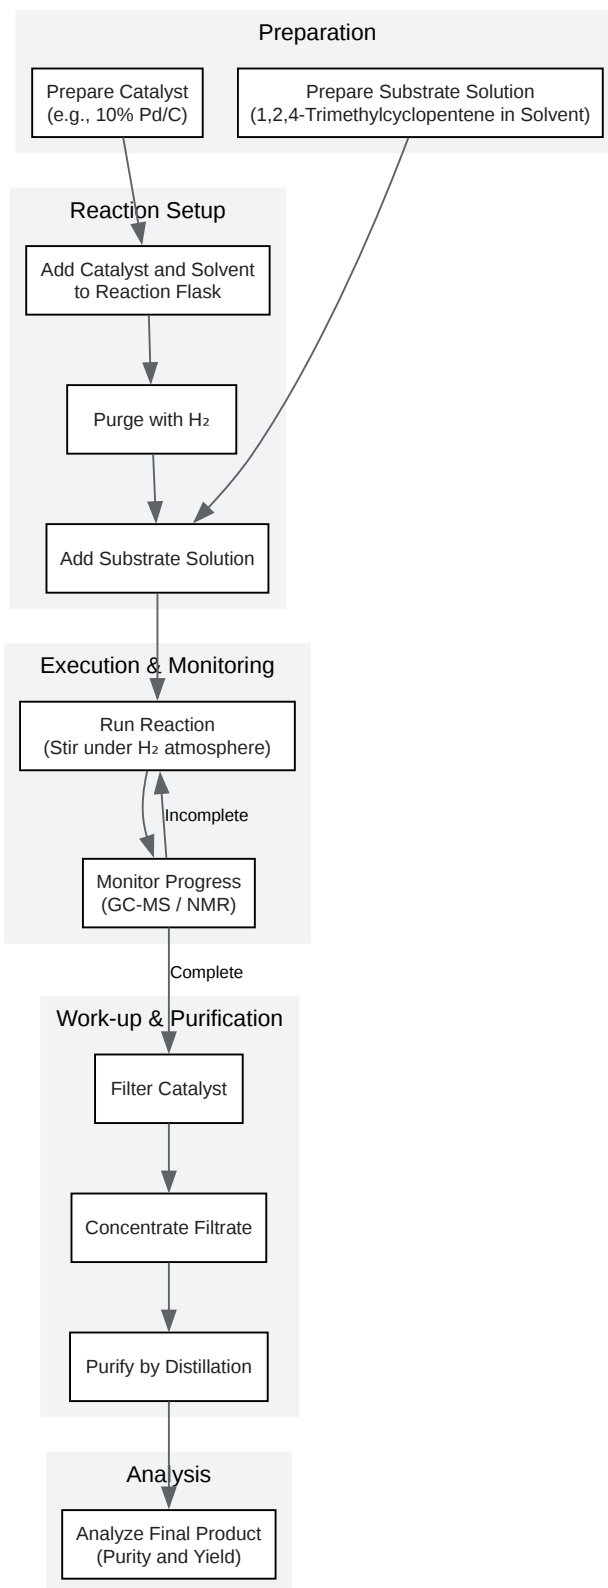 Preparation
Prepare Catalyst
(e.g., 10% Pd/C)
Prepare Substrate Solution
(1,2,4-Trimethylcyclopentene in Solvent)
Reaction Setup
Add Catalyst and Solvent
to Reaction Flask
Purge with H₂
Add Substrate Solution
Execution & Monitoring
Run Reaction
(Stir under H₂ atmosphere)
Incomplete
Monitor Progress
(GC-MS / NMR)
Complete
Work-up & Purification
Filter Catalyst
Concentrate Filtrate
Purify by Distillation
Analysis
Analyze Final Product
(Purity and Yield)